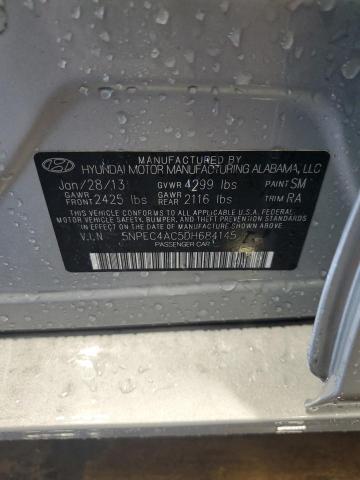 MANUFACTURED BY
HYUNDAI MOTOR MANUFACTURING ALABAMA, LLC
Jan/28/13 GVWR 4299 lbs PAINT SM
GAWR FRONT 2425 lbs GAWR REAR 2116 lbs TRIM RA
THIS VEHICLE CONFORMS TO ALL APPLICABLE U.S. FEDERAL
MOTOR VEHICLE SAFETY, BUMPER, AND THEFT PREVENTION
STANDARDS IN EFFECT ON THE DATE OF MANUFACTURE SHOWN ABOVE.
V.I.N 5NPEC4AC5DH684145
PASSENGER CAR